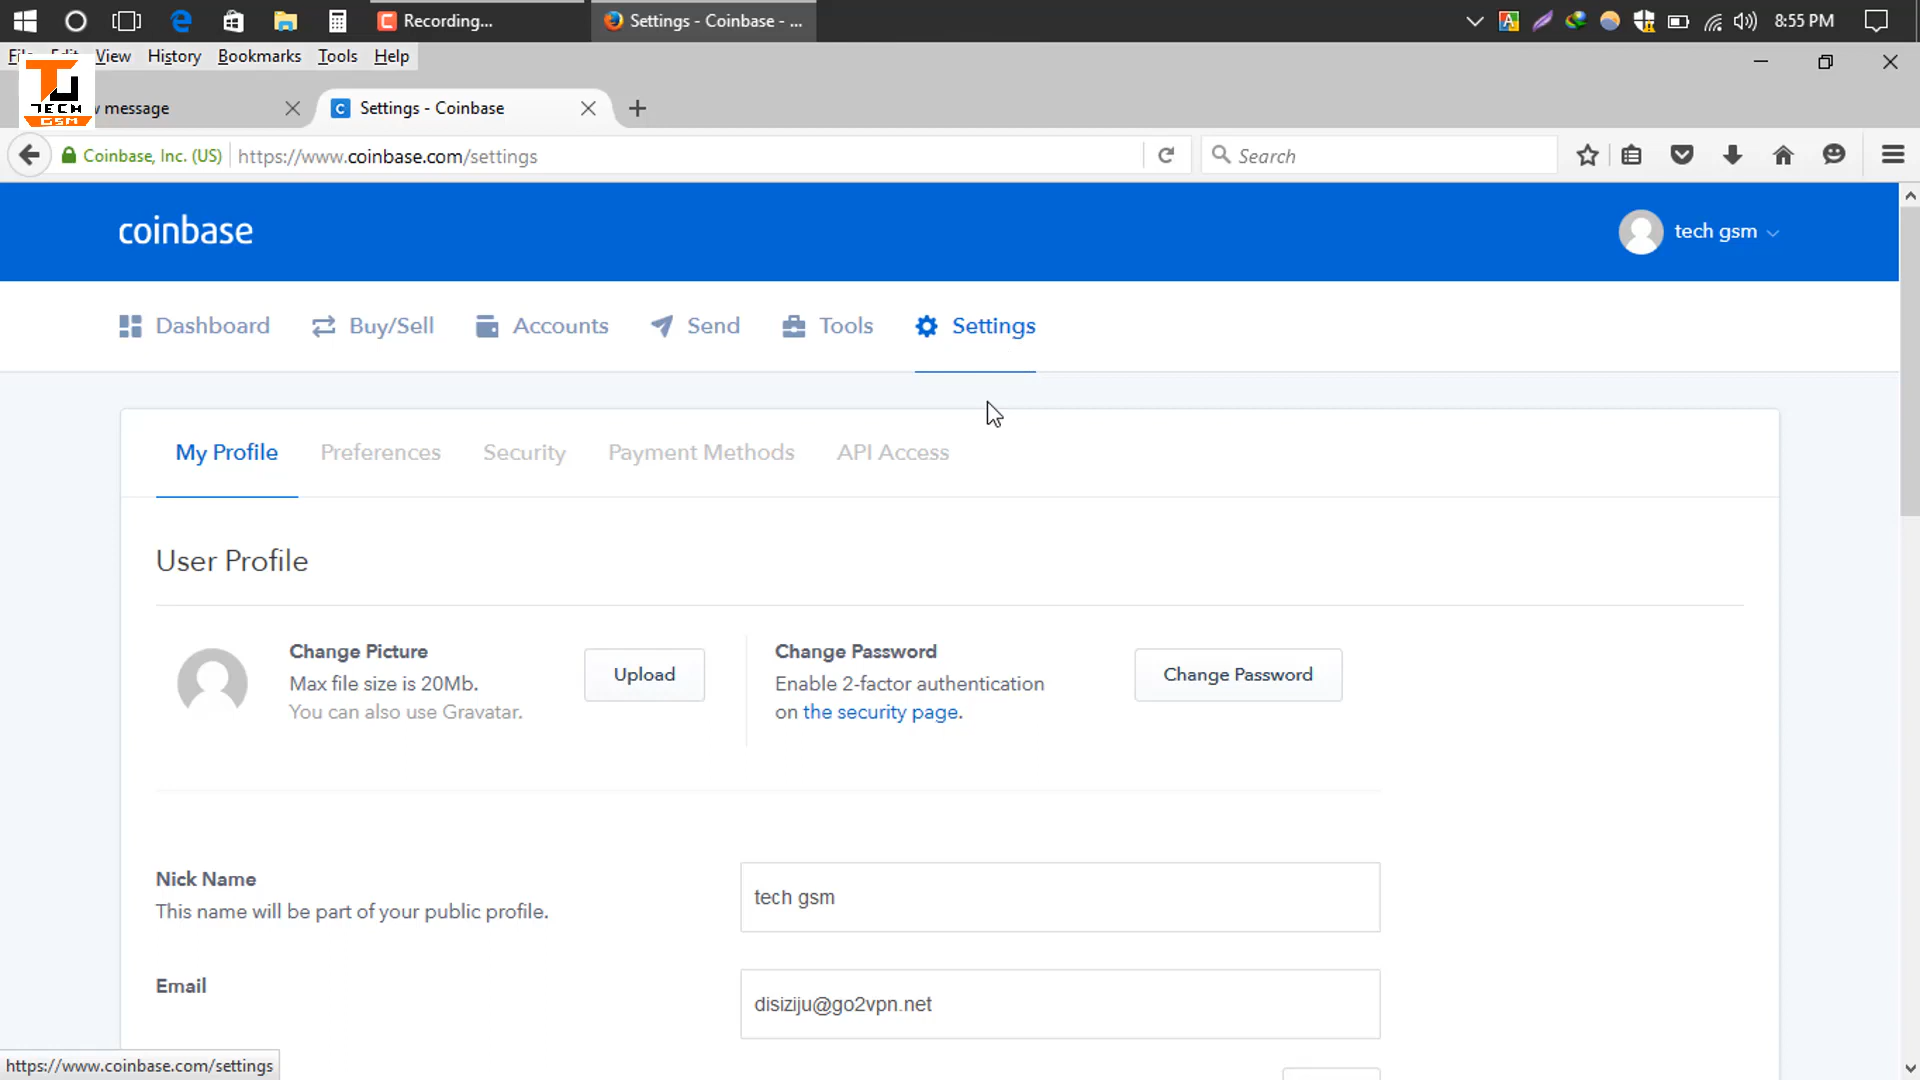 Recording...
Settings - Coinbase - ...
8:55 PM
View History Bookmarks Tools Help
TECH
GSM
message
Settings - Coinbase
Coinbase, Inc. (US)
https://www.coinbase.com/settings
Search
coinbase
tech gsm
Dashboard
Buy/Sell
Accounts
Send
Tools
Settings
My Profile
Preferences
Security
Payment Methods
API Access
User Profile
Change Picture
Max file size is 20Mb.
You can also use Gravatar.
Upload
Change Password
Enable 2-factor authentication
on the security page.
Change Password
Nick Name
This name will be part of your public profile.
tech gsm
Email
disiziju@go2vpn.net
https://www.coinbase.com/settings